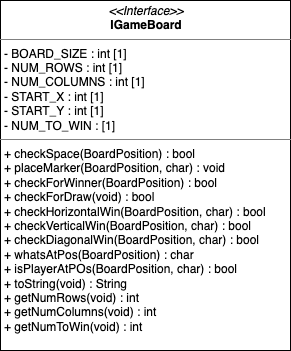 <<Interface>>
IGameBoard
- BOARD_SIZE : int [1]
- NUM_ROWS : int [1]
- NUM_COLUMNS : int [1]
- START_X : int [1]
- START_Y : int [1]
- NUM_TO_WIN : [1]
+ checkSpace(BoardPosition) : bool
+ placeMarker(BoardPosition, char) : void
+ checkForWinner(BoardPosition) : bool
+ checkForDraw(void) : bool
+ checkHorizontalWin(BoardPosition, char) : bool
+ checkVerticalWin(BoardPosition, char) : bool
+ checkDiagonalWin(BoardPosition, char) : bool
+ whatsAtPos(BoardPosition) : char
+ isPlayerAtPOs(BoardPosition, char) : bool
+ toString(void) : String
+ getNumRows(void) : int
+ getNumColumns(void) : int
+ getNumToWin(void) : int